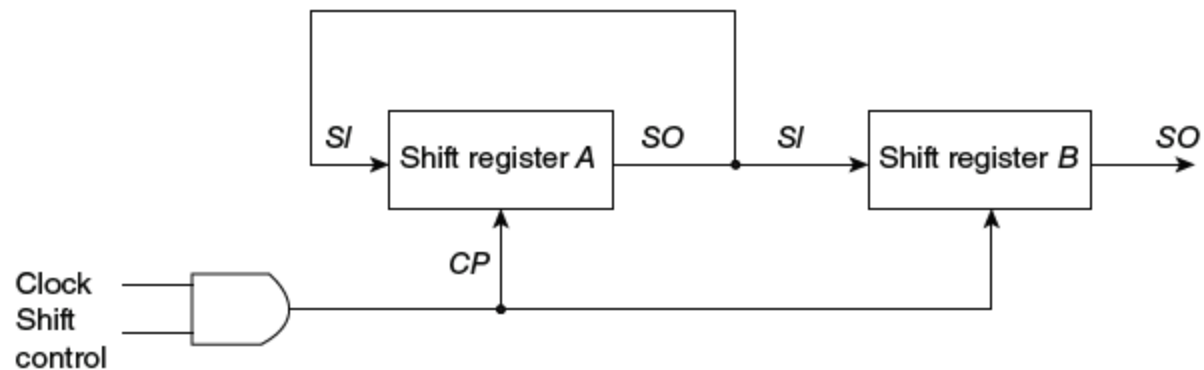 SI
Shift register A
SO
SI
Shift register B
SO
CP
Clock
Shift
control